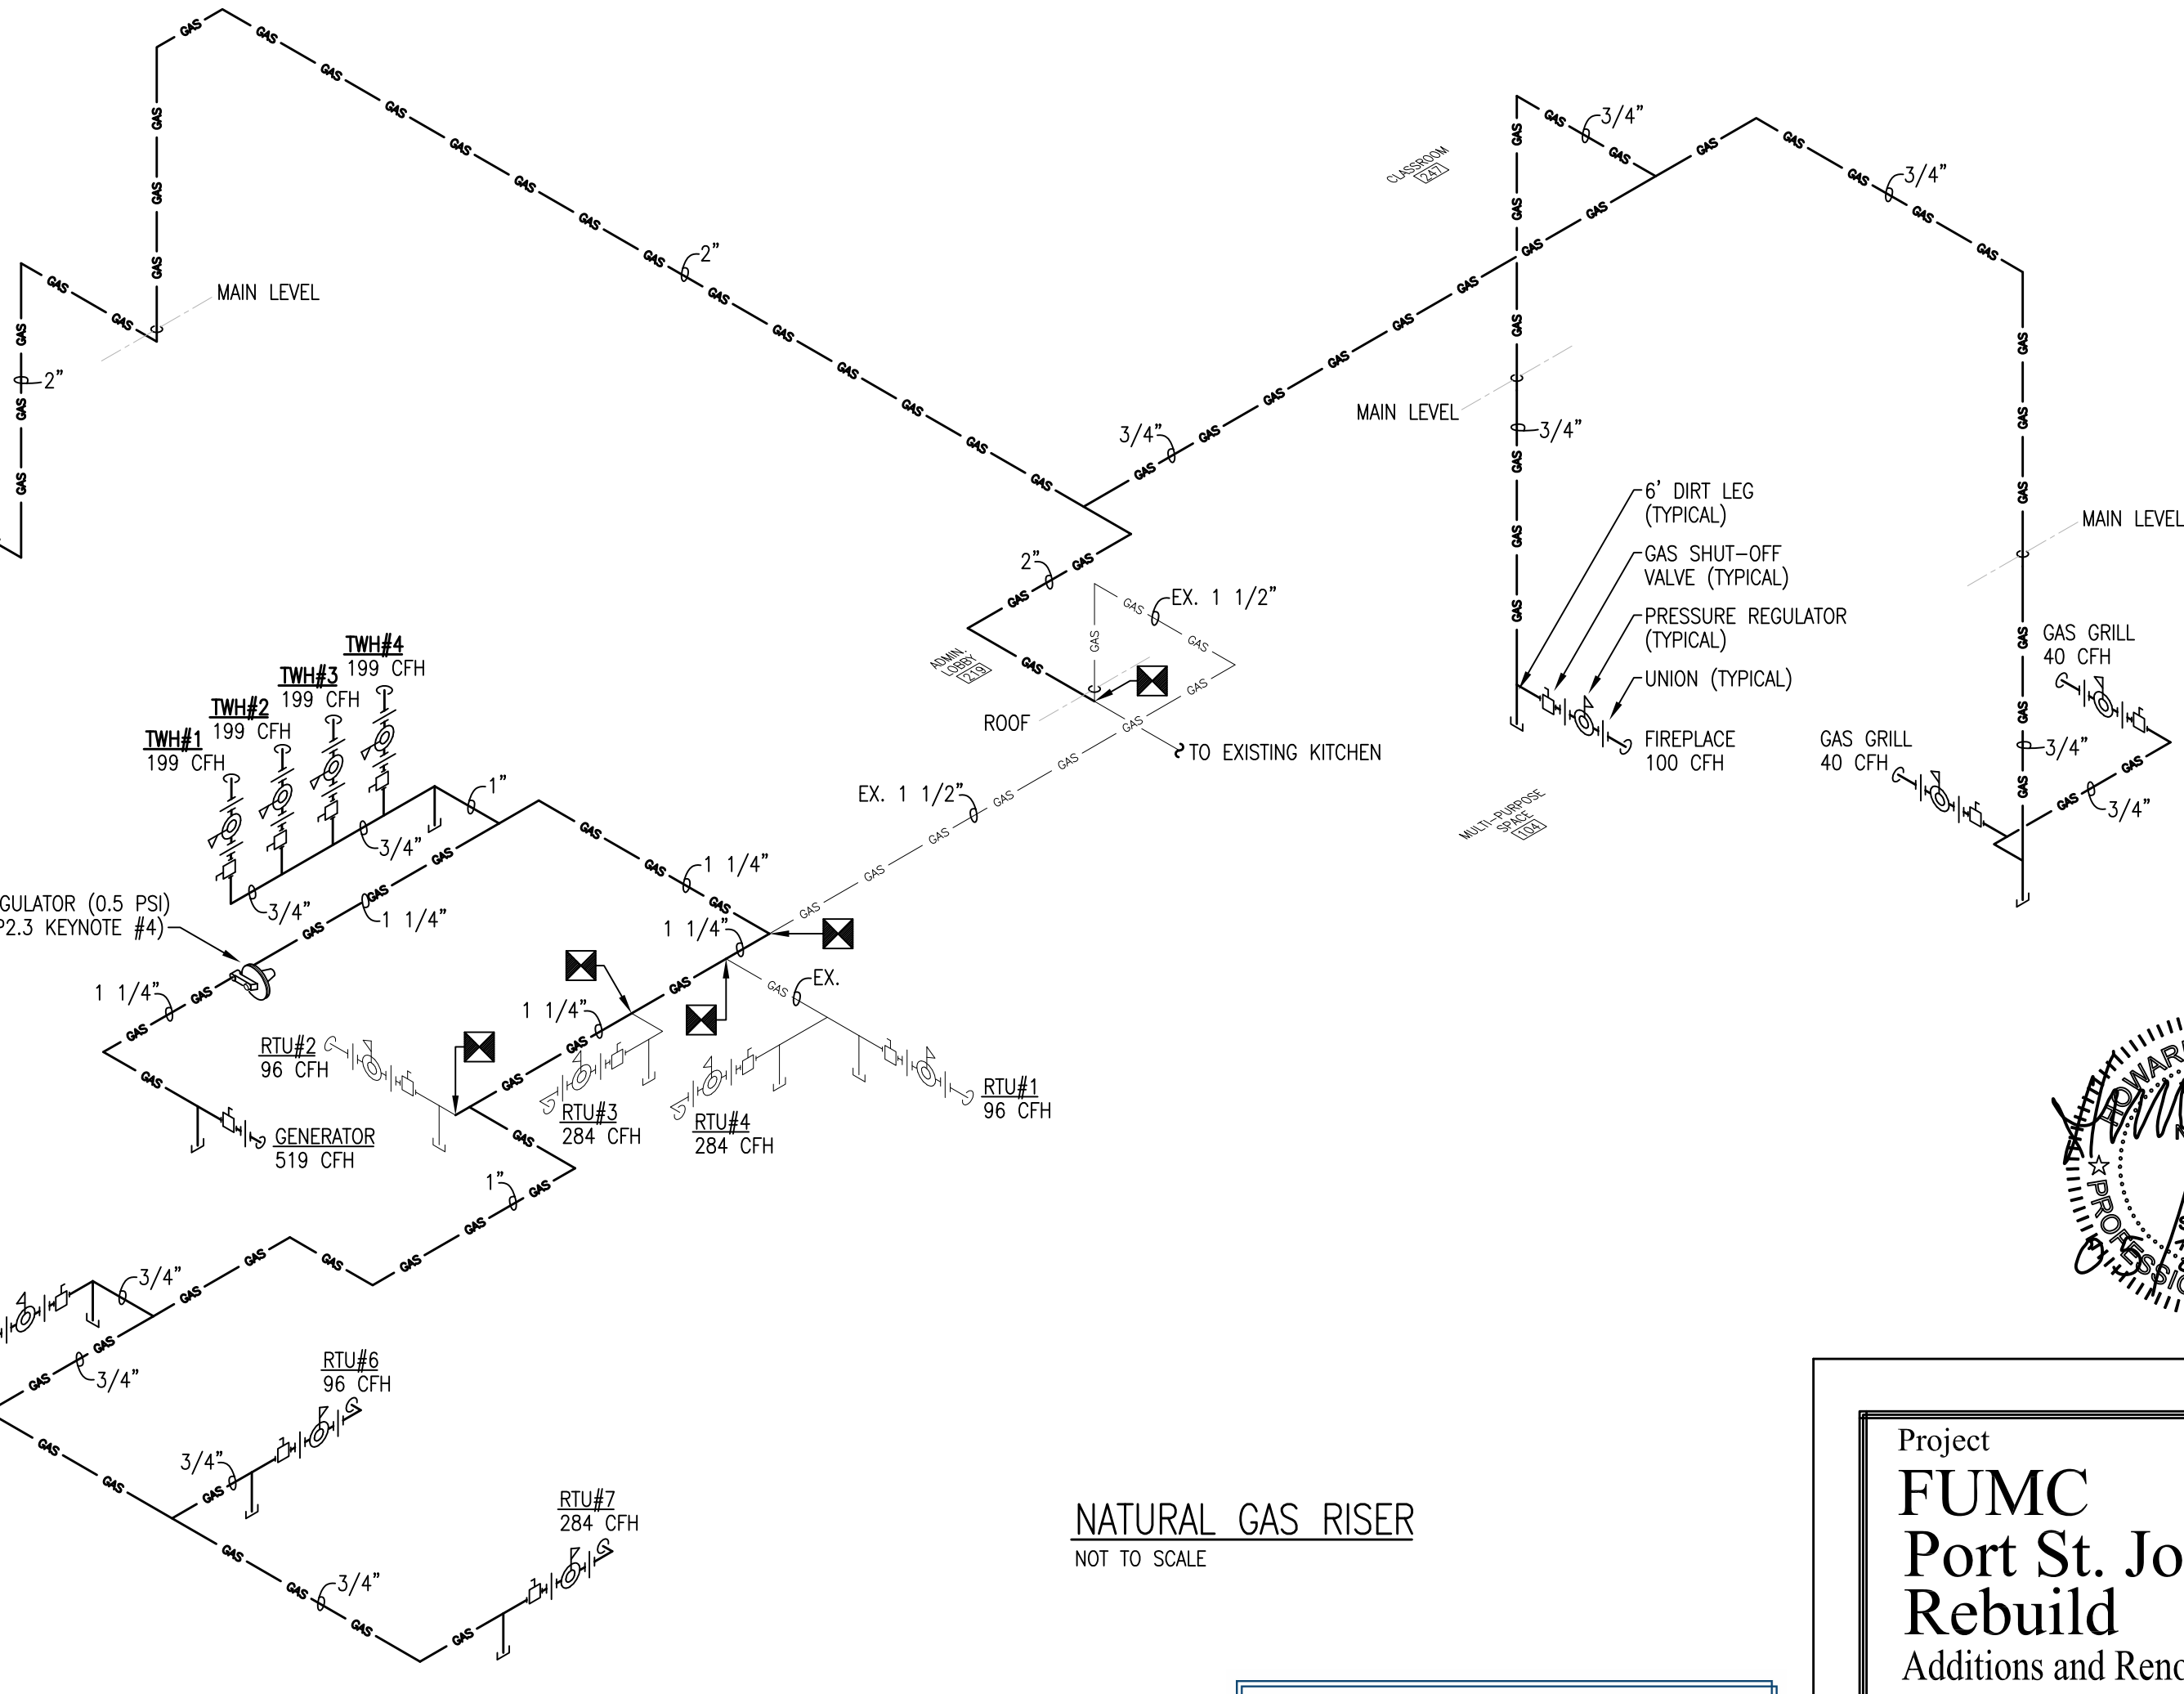 GAS
3/4”
CLASSROOM
247
3/4”
2”
MAIN LEVEL
2”
MAIN LEVEL
3/4”
3/4”
6’ DIRT LEG
(TYPICAL)
GAS SHUT-OFF
VALVE (TYPICAL)
PRESSURE REGULATOR
(TYPICAL)
UNION (TYPICAL)
FIREPLACE
100 CFH
MAIN LEVEL
GAS GRILL
40 CFH
GAS GRILL
40 CFH
3/4”
3/4”
MULTI-PURPOSE
SPACE
104
2”
EX. 1 1/2”
ADMIN.
LOBBY
219
ROOF
TO EXISTING KITCHEN
EX. 1 1/2”
TWH#4
199 CFH
TWH#3
199 CFH
TWH#2
199 CFH
TWH#1
199 CFH
1”
3/4”
3/4”
1 1/4”
1 1/4”
GULATOR (0.5 PSI)
P2.3 KEYNOTE #4)
1 1/4”
1 1/4”
EX.
1 1/4”
RTU#2
96 CFH
RTU#3
284 CFH
RTU#4
284 CFH
RTU#1
96 CFH
GENERATOR
519 CFH
1”
3/4”
3/4”
RTU#6
96 CFH
3/4”
RTU#7
284 CFH
3/4”
NATURAL GAS RISER
NOT TO SCALE
HOWAR
PROFESSIO
Project
FUMC
Port St. Jo
Rebuild
Additions and Reno